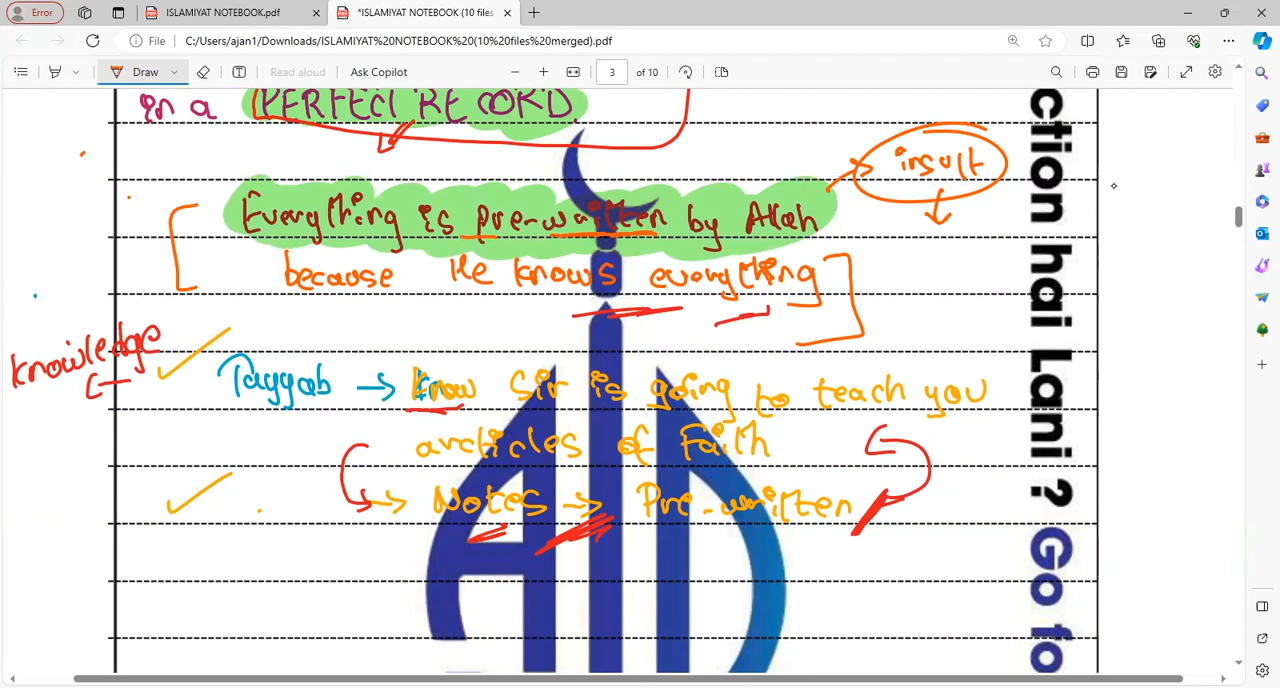 Error
ISLAMIYAT NOTEBOOK.pdf
*ISLAMIYAT NOTEBOOK (10 files
File
C:/Users/ajan1/Downloads/ISLAMIYAT%20NOTEBOOK%20(10%20files%20merged).pdf
Draw
Read aloud
Ask Copilot
3
of 10
in a PERFECT RECORD
insult
Everything is Pre-written by Allah
because He knows everything
knowledge
Tayyab → know Sir is going to teach you
articles of Faith
→ Notes → Pre-written
ction hai Lani ? Go fo